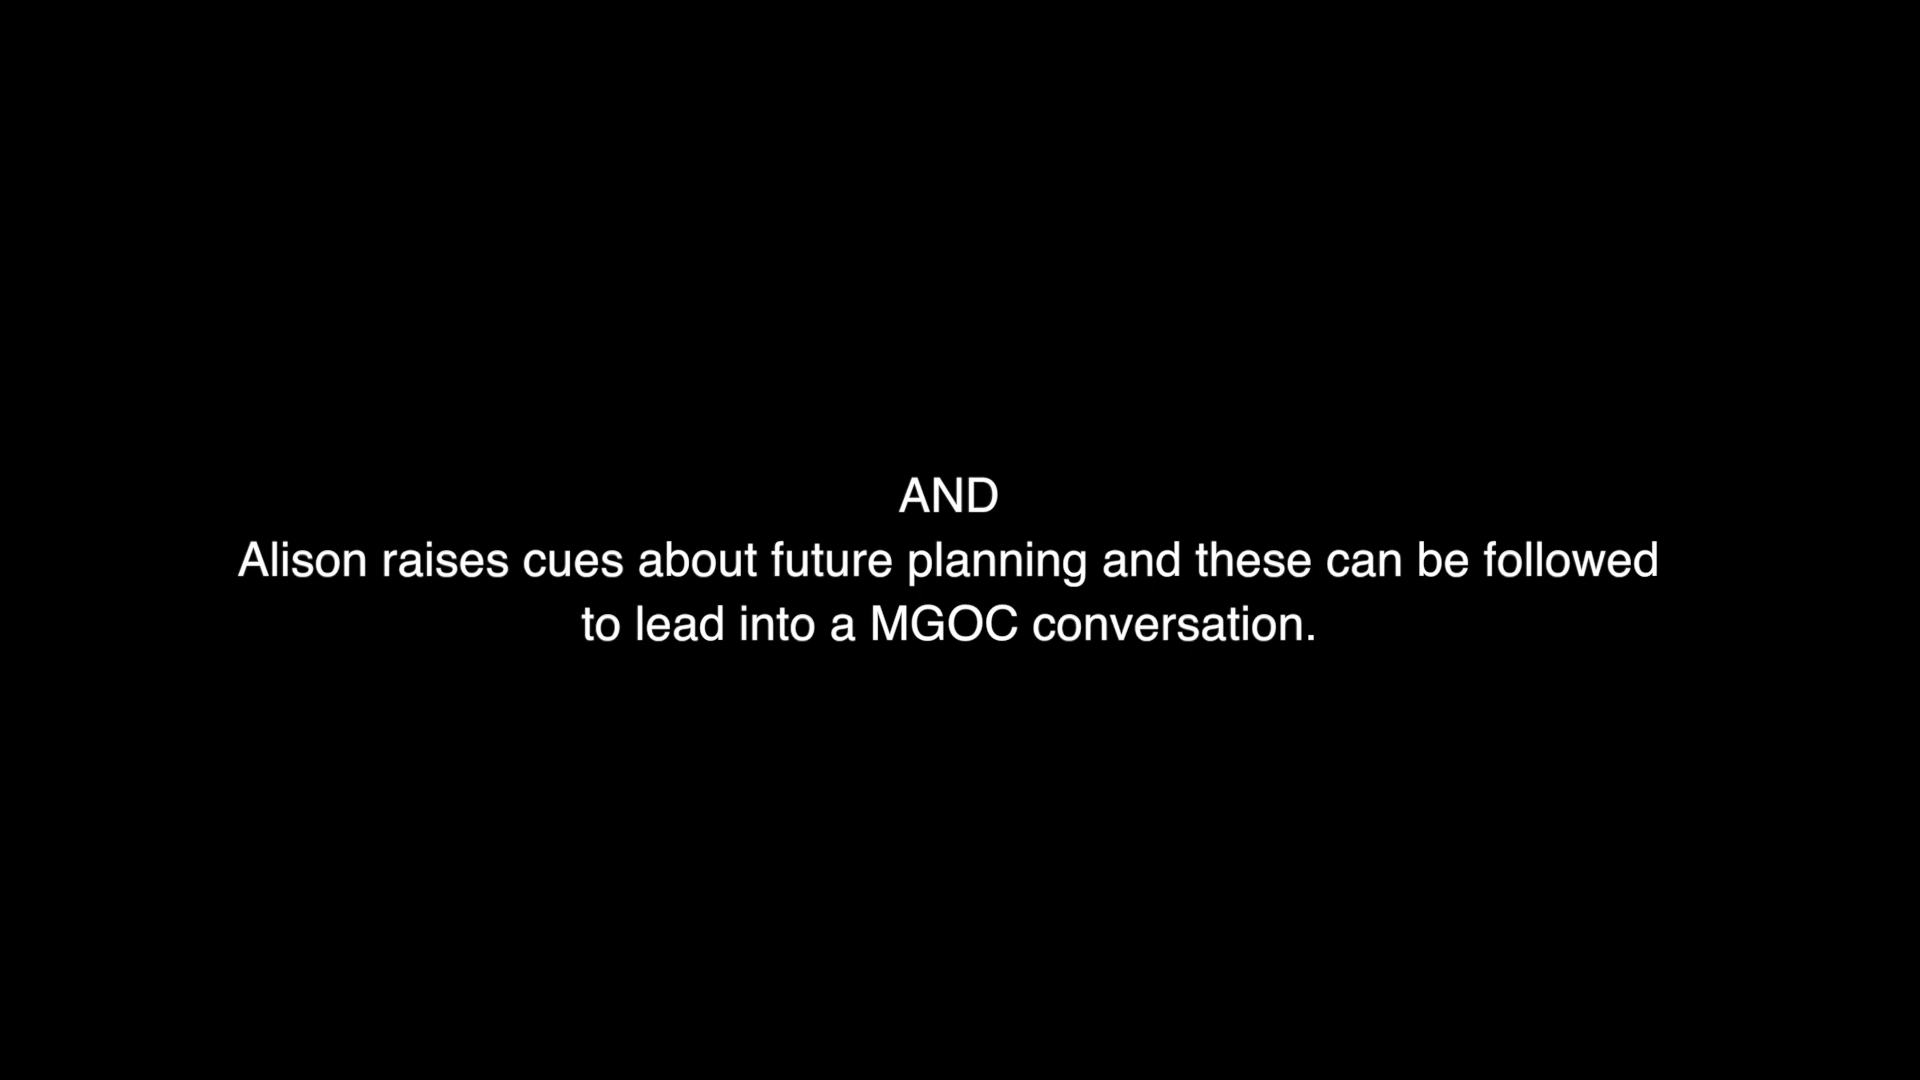 AND
Alison raises cues about future planning and these can be followed
to lead into a MGOC conversation.